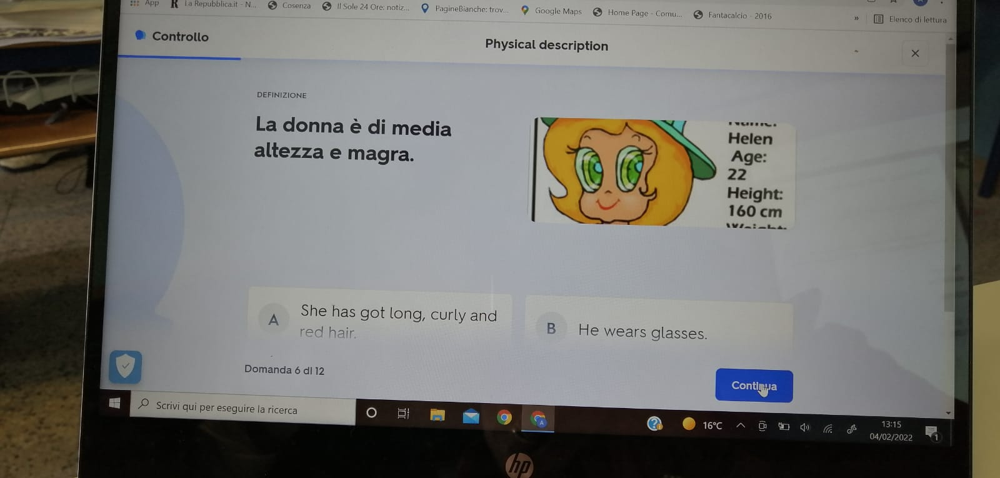 App
La Repubblica.it - N...
Cosenza
Il Sole 24 Ore: notiz...
PagineBianche: trov...
Google Maps
Home Page - Comu...
Fantacalcio - 2016
»
Elenco di lettura
Controllo
Physical description
DEFINIZIONE
La donna è di media
altezza e magra.
Helen
Age:
22
Height:
160 cm
A
She has got long, curly and
red hair.
B
He wears glasses.
Domanda 6 di 12
Continua
Scrivi qui per eseguire la ricerca
16°C
13:15
04/02/2022
1
hp